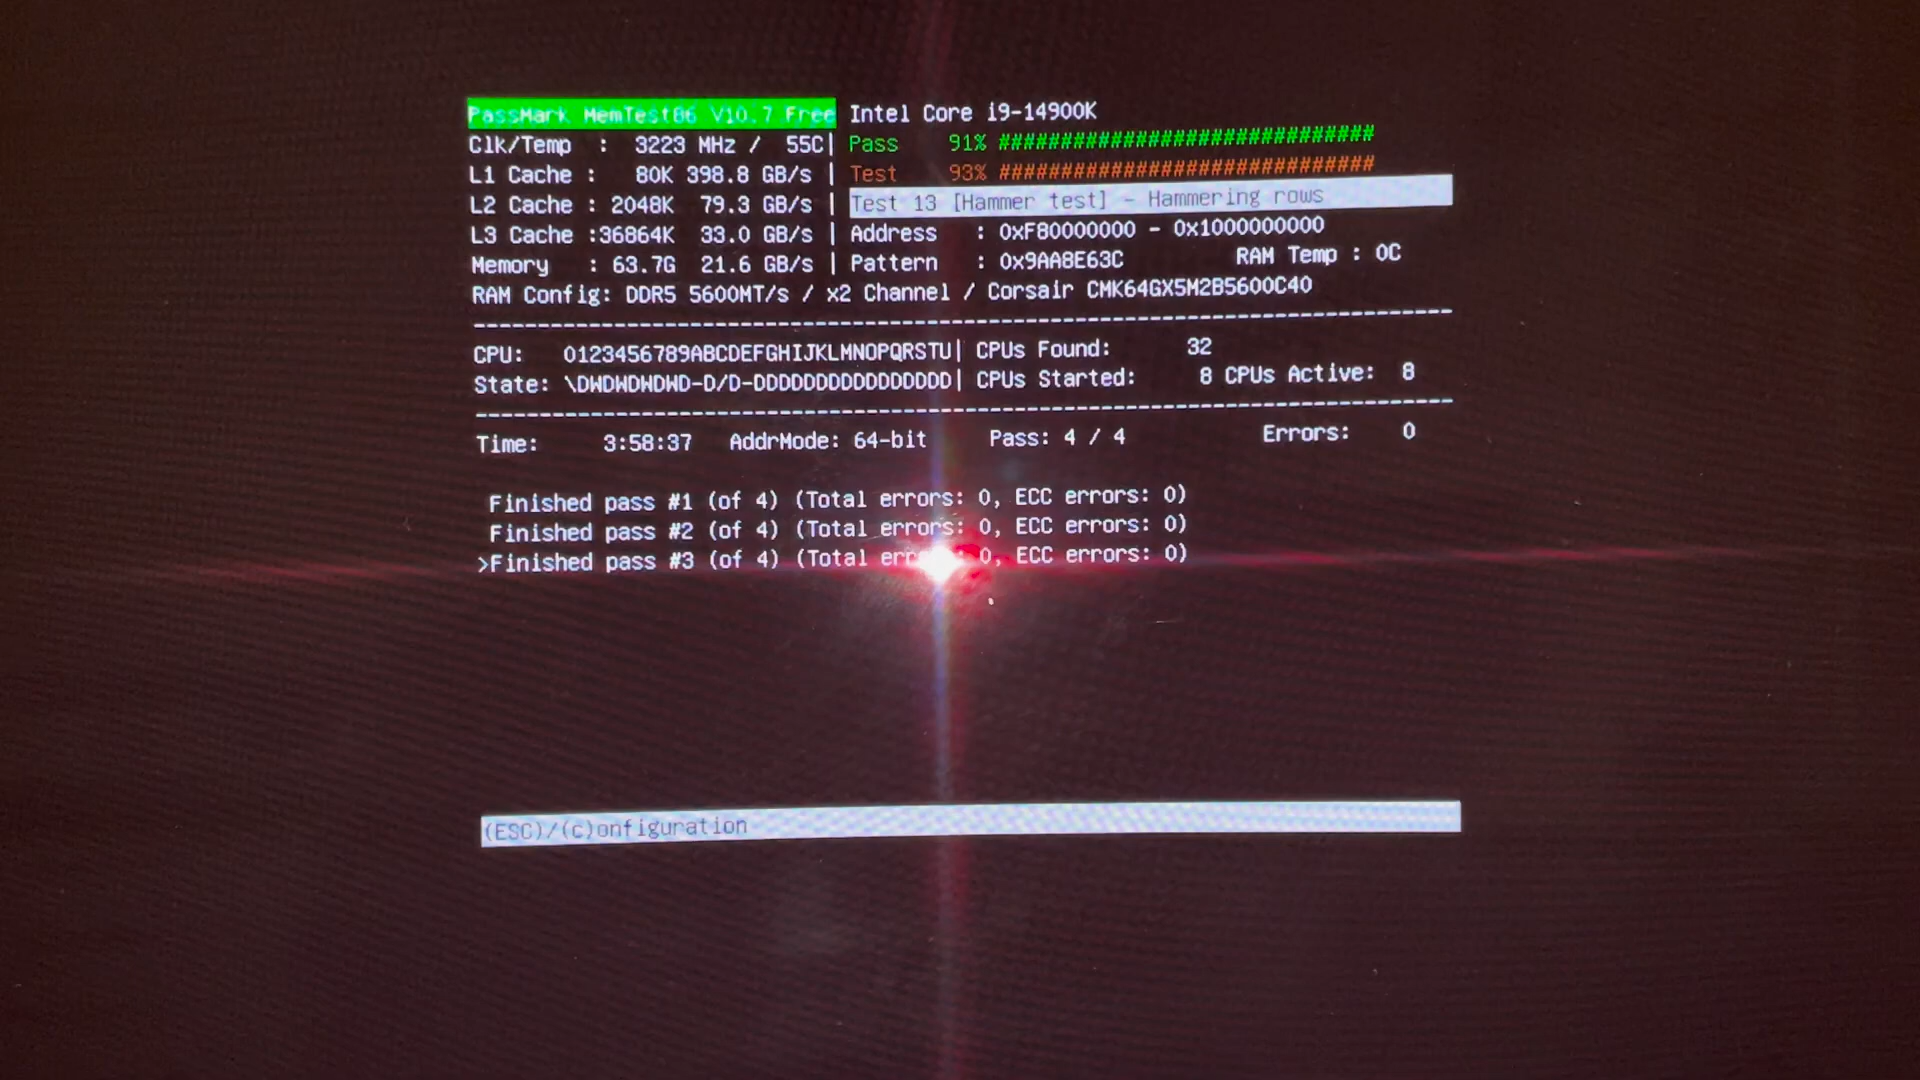 PassMark MemTest86 V10.7 Free Intel Core i9-14900K
Clk/Temp : 3223 MHz / 55C| Pass 91% ##############################
L1 Cache : 80K 398.8 GB/s | Test 93% ##############################
L2 Cache : 2048K 79.3 GB/s | Test 13 [Hammer test] - Hammering rows
L3 Cache :36864K 33.0 GB/s | Address : 0xF80000000 - 0x1000000000
Memory : 63.7G 21.6 GB/s | Pattern : 0x9AA8E63C RAM Temp : 0C
RAM Config: DDR5 5600MT/s / x2 Channel / Corsair CMK64GX5M2B5600C40
--------------------------------------------------------------------------------
CPU: 0123456789ABCDEFGHIJKLMNOPQRSTU| CPUs Found: 32
State: \DWDWDWDWD-D/D-DDDDDDDDDDDDDDDD| CPUs Started: 8 CPUs Active: 8
--------------------------------------------------------------------------------
Time: 3:58:37 AddrMode: 64-bit Pass: 4 / 4 Errors: 0
Finished pass #1 (of 4) (Total errors: 0, ECC errors: 0)
Finished pass #2 (of 4) (Total errors: 0, ECC errors: 0)
>Finished pass #3 (of 4) (Total errors: 0, ECC errors: 0)
(ESC)/(c)onfiguration